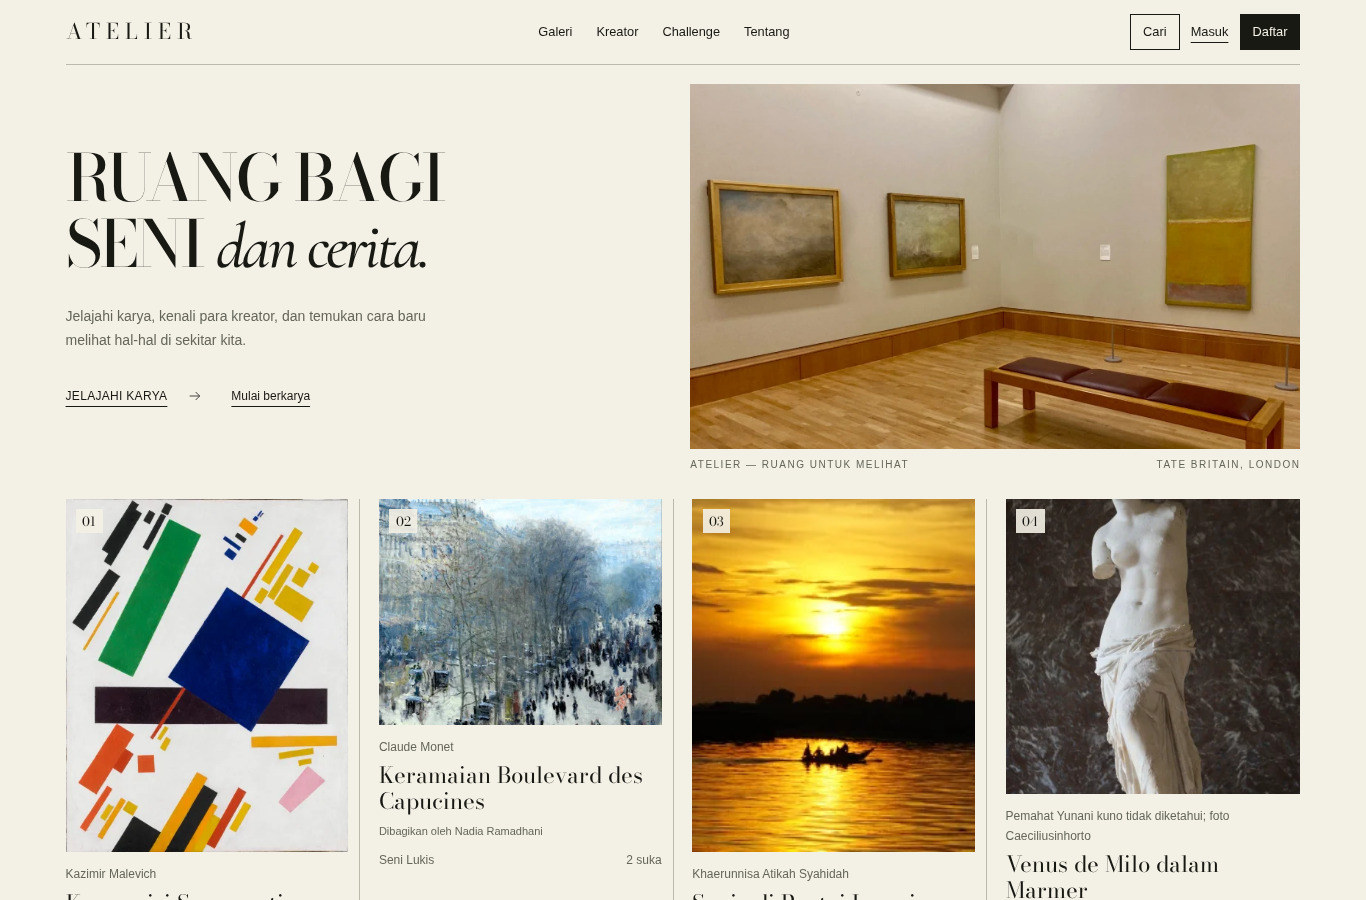 ATELIER
Galeri
Kreator
Challenge
Tentang
Cari
Masuk
Daftar
RUANG BAGI
SENI dan cerita.
Jelajahi karya, kenali para kreator, dan temukan cara baru
melihat hal-hal di sekitar kita.
JELAJAHI KARYA →
Mulai berkarya
ATELIER — RUANG UNTUK MELIHAT
TATE BRITAIN, LONDON
01
Kazimir Malevich
02
Claude Monet
Keramaian Boulevard des
Capucines
Dibagikan oleh Nadia Ramadhani
Seni Lukis
2 suka
03
Khaerunnisa Atikah Syahidah
04
Pemahat Yunani kuno tidak diketahui; foto
Caeciliusinhorto
Venus de Milo dalam
Marmer